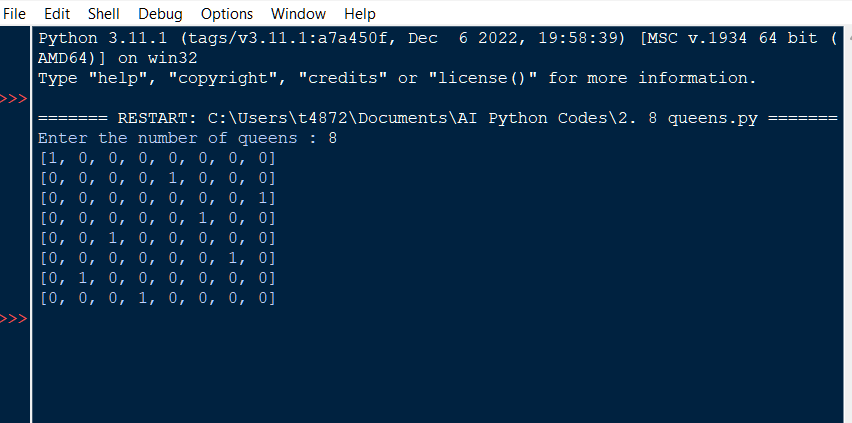 File Edit Shell Debug Options Window Help
Python 3.11.1 (tags/v3.11.1:a7a450f, Dec  6 2022, 19:58:39) [MSC v.1934 64 bit (
AMD64)] on win32
Type "help", "copyright", "credits" or "license()" for more information.
>>>
======= RESTART: C:\Users\t4872\Documents\AI Python Codes\2. 8 queens.py =======
Enter the number of queens : 8
[1, 0, 0, 0, 0, 0, 0, 0]
[0, 0, 0, 0, 1, 0, 0, 0]
[0, 0, 0, 0, 0, 0, 0, 1]
[0, 0, 0, 0, 0, 1, 0, 0]
[0, 0, 1, 0, 0, 0, 0, 0]
[0, 0, 0, 0, 0, 0, 1, 0]
[0, 1, 0, 0, 0, 0, 0, 0]
[0, 0, 0, 1, 0, 0, 0, 0]
>>>